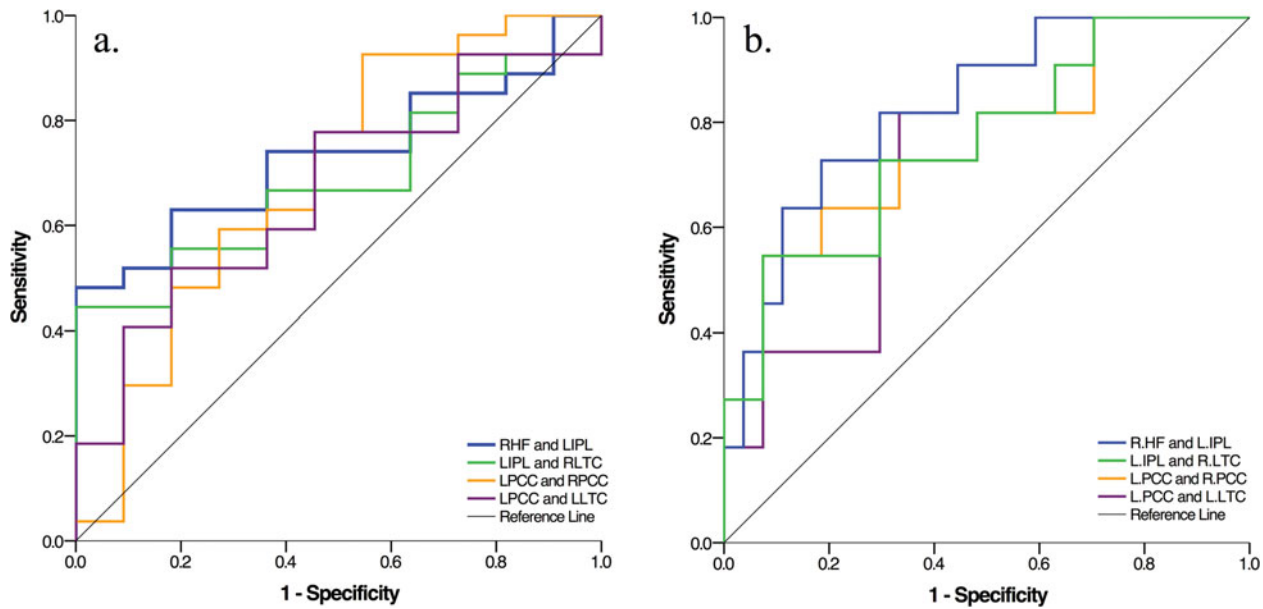 a.
Sensitivity
1.0
0.8
0.6
0.4
0.2
0.0
RHF and LIPL
LIPL and RLTC
LPCC and RPCC
LPCC and LLTC
Reference Line
0.0 0.2 0.4 0.6 0.8 1.0
1 - Specificity
b.
Sensitivity
1.0
0.8
0.6
0.4
0.2
0.0
R.HF and L.IPL
L.IPL and R.LTC
L.PCC and R.PCC
L.PCC and L.LTC
Reference Line
0.0 0.2 0.4 0.6 0.8 1.0
1 - Specificity